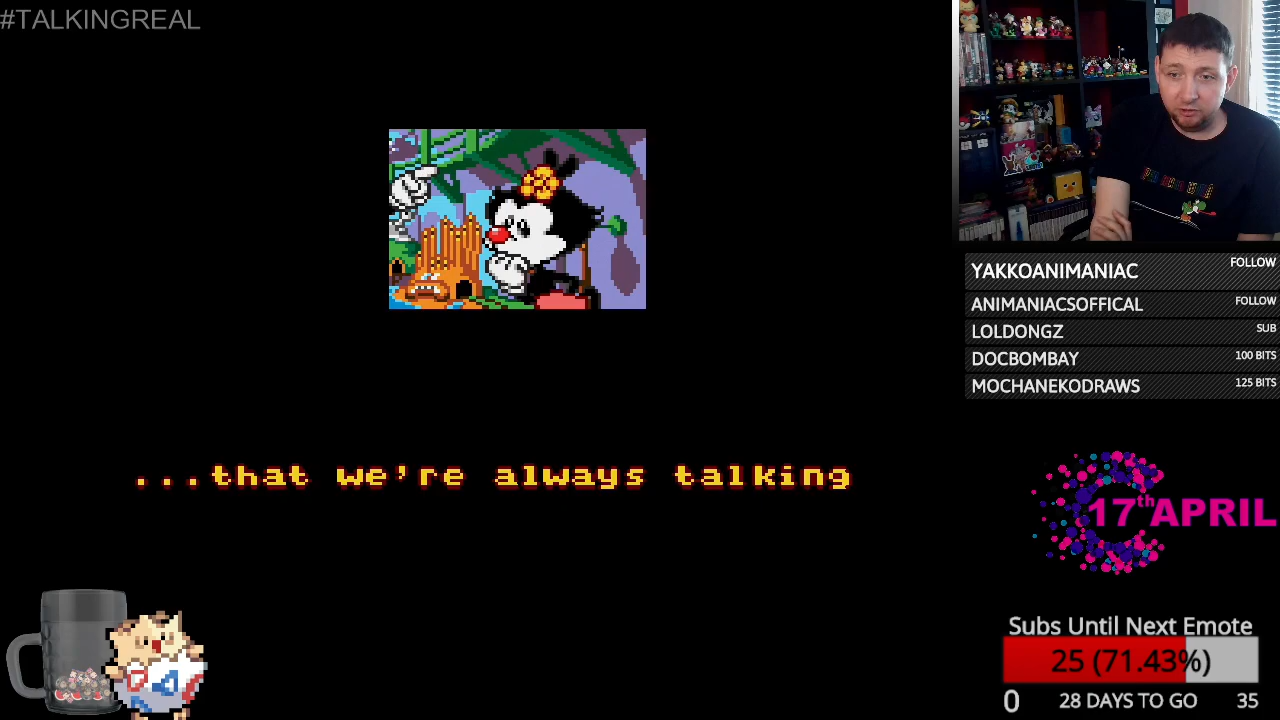 #TALKINGREAL
...that we're always talking
YAKKOANIMANIAC FOLLOW
ANIMANIACSOFFICAL FOLLOW
LOLDONGZ SUB
DOCBOMBAY 100 BITS
MOCHANEKODRAWS 125 BITS
17th APRIL
Subs Until Next Emote
25 (71.43%)
0 28 DAYS TO GO 35